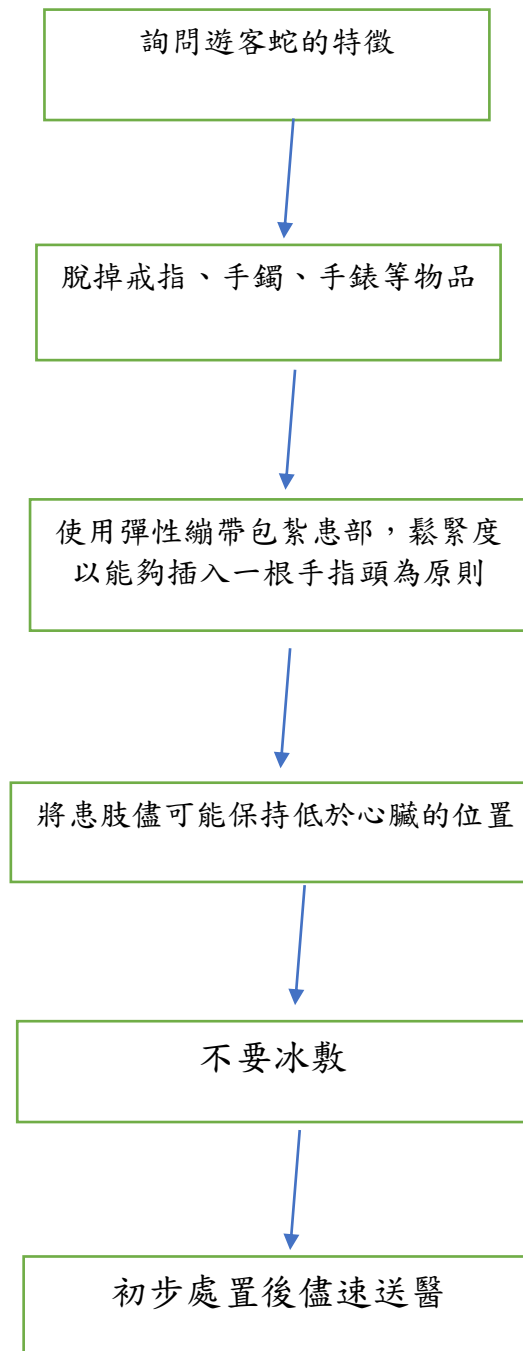 詢問遊客蛇的特徵
脫掉戒指、手鐲、手錶等物品
使用彈性繃帶包紮患部，鬆緊度
以能夠插入一根手指頭為原則
將患肢儘可能保持低於心臟的位置
不要冰敷
初步處置後儘速送醫